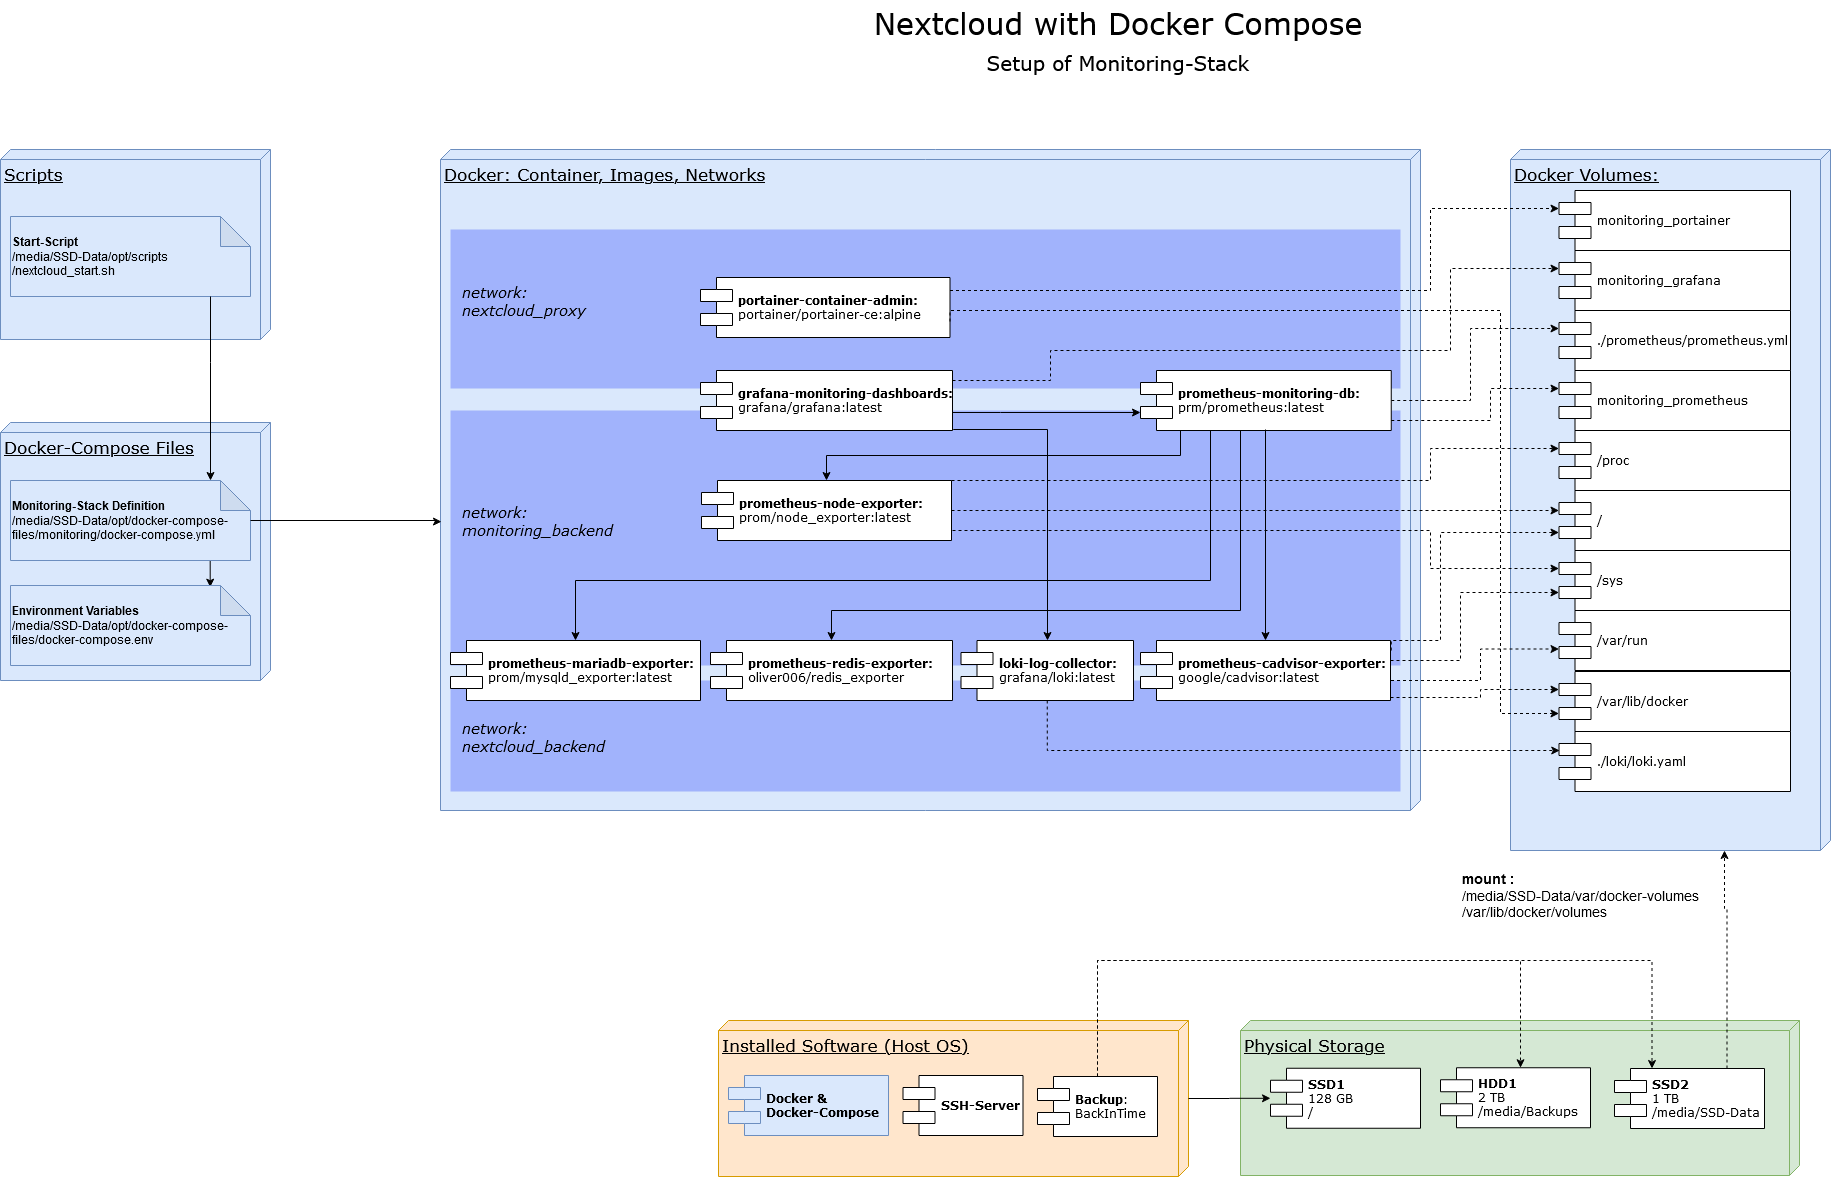 Nextcloud with Docker Compose
Setup of Monitoring-Stack
Scripts
Start-Script
/media/SSD-Data/opt/scripts
/nextcloud_start.sh
Docker-Compose Files
Monitoring-Stack Definition
/media/SSD-Data/opt/docker-compose-
files/monitoring/docker-compose.yml
Environment Variables
/media/SSD-Data/opt/docker-compose-
files/docker-compose.env
Docker: Container, Images, Networks
network:
nextcloud_proxy
portainer-container-admin:
portainer/portainer-ce:alpine
grafana-monitoring-dashboards:
grafana/grafana:latest
prometheus-monitoring-db:
prm/prometheus:latest
network:
monitoring_backend
prometheus-node-exporter:
prom/node_exporter:latest
prometheus-mariadb-exporter:
prom/mysqld_exporter:latest
prometheus-redis-exporter:
oliver006/redis_exporter
loki-log-collector:
grafana/loki:latest
prometheus-cadvisor-exporter:
google/cadvisor:latest
network:
nextcloud_backend
Docker Volumes:
monitoring_portainer
monitoring_grafana
./prometheus/prometheus.yml
monitoring_prometheus
/proc
/
/sys
/var/run
/var/lib/docker
./loki/loki.yaml
mount :
/media/SSD-Data/var/docker-volumes
/var/lib/docker/volumes
Installed Software (Host OS)
Docker &
Docker-Compose
SSH-Server
Backup:
BackInTime
Physical Storage
SSD1
128 GB
/
HDD1
2 TB
/media/Backups
SSD2
1 TB
/media/SSD-Data